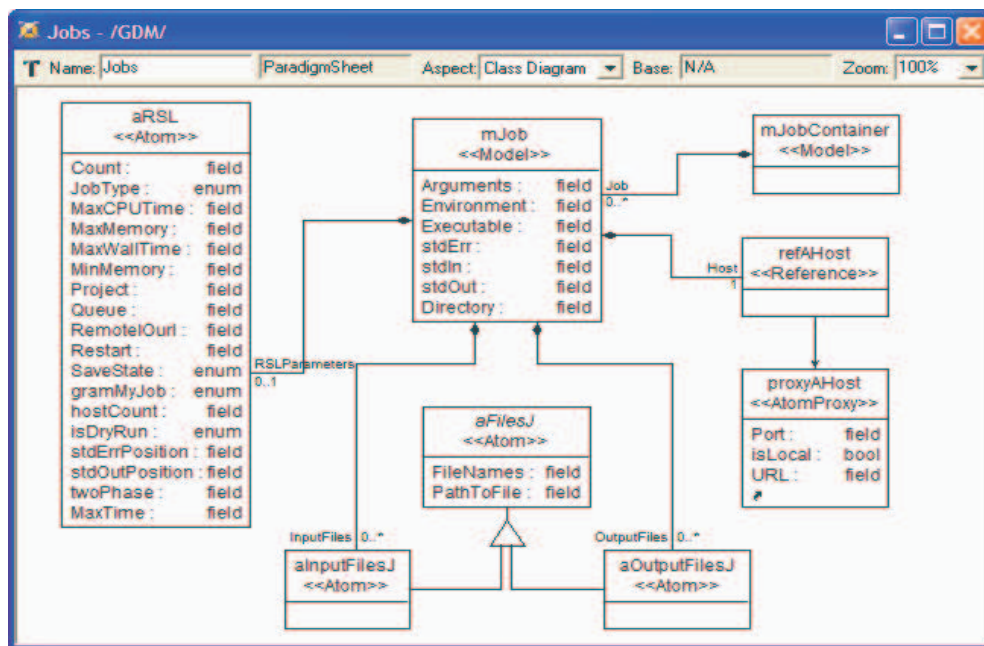 Jobs - /GDM/
Name: Jobs ParadigmSheet Aspect: Class Diagram Base: N/A Zoom: 100%
aRSL
<<Atom>>
Count : field
JobType : enum
MaxCPUTime : field
MaxMemory : field
MaxWallTime : field
MinMemory : field
Project : field
Queue : field
RemoteIOurl : field
Restart : field
SaveState : enum
gramMyJob : enum
hostCount : field
isDryRun : enum
stdErrPosition : field
stdOutPosition : field
twoPhase : field
MaxTime : field
RSLParameters
0..1
mJob
<<Model>>
Arguments : field
Environment : field
Executable : field
stdErr : field
stdIn : field
stdOut : field
Directory : field
Job
0..*
mJobContainer
<<Model>>
Host
1
refAHost
<<Reference>>
proxyAHost
<<AtomProxy>>
Port : field
isLocal : bool
URL : field
aFilesJ
<<Atom>>
FileNames : field
PathToFile : field
InputFiles 0..*
aInputFilesJ
<<Atom>>
OutputFiles 0..*
aOutputFilesJ
<<Atom>>